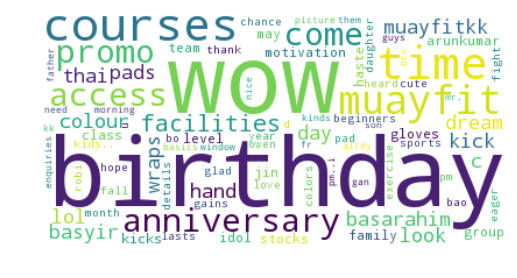 courses
come
chance
picture
them
guys
may
muayfitkk
promo
team
thank
motivation
daughter
arunkumar
father
bro
thai
pads
haste
heard
cute
fight
wow
time
access
nice
muayfit
need
morning
colour
facilities
day
pad
kinds
son
mr.
beginners
dream
kk
class
bo
level
year
d
gloves
sports
kick
birthday
enquiries
kids..
basics
window
owen
fr
airdy
wraps
hope
glad
jin
love
colors
exercise
pm..i
gan
pm
c
robi
fall
details
hand
gains
bao
eager
lol
month
anniversary
basarahim
basyir
kicks
lasts
idol
stocks
family
look
group